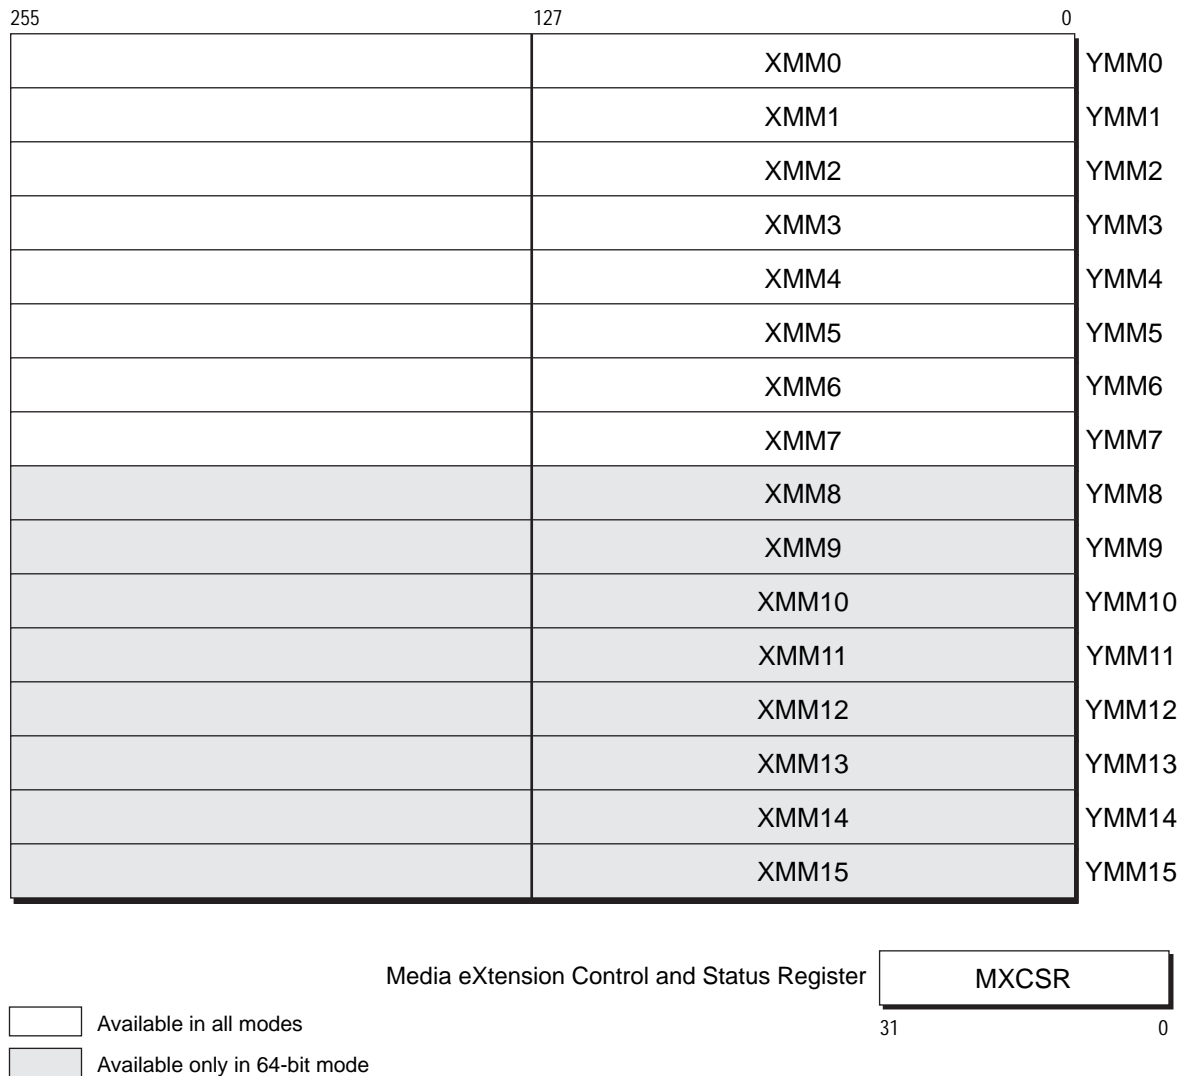 255 127 0
XMM0 YMM0
XMM1 YMM1
XMM2 YMM2
XMM3 YMM3
XMM4 YMM4
XMM5 YMM5
XMM6 YMM6
XMM7 YMM7
XMM8 YMM8
XMM9 YMM9
XMM10 YMM10
XMM11 YMM11
XMM12 YMM12
XMM13 YMM13
XMM14 YMM14
XMM15 YMM15
Media eXtension Control and Status Register MXCSR
31 0
Available in all modes
Available only in 64-bit mode